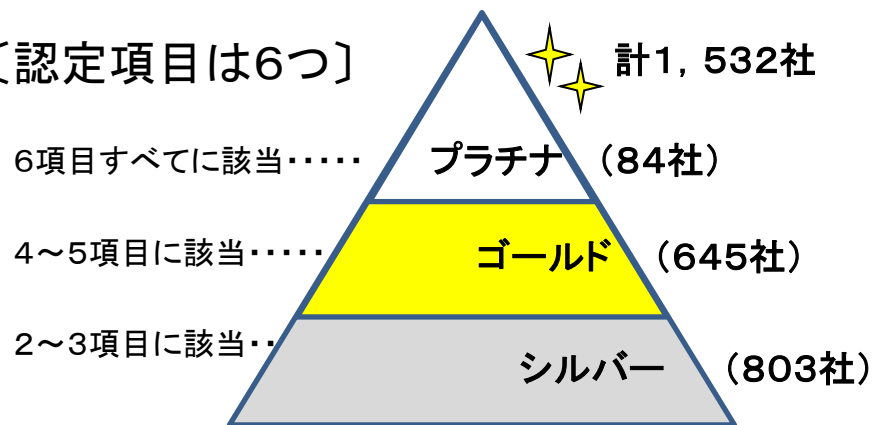 〔認定項目は6つ〕
計1,532社
6項目すべてに該当・・・・・
プラチナ
（84社）
4～5項目に該当・・・・・
ゴールド
（645社）
2～3項目に該当・・
シルバー
（803社）